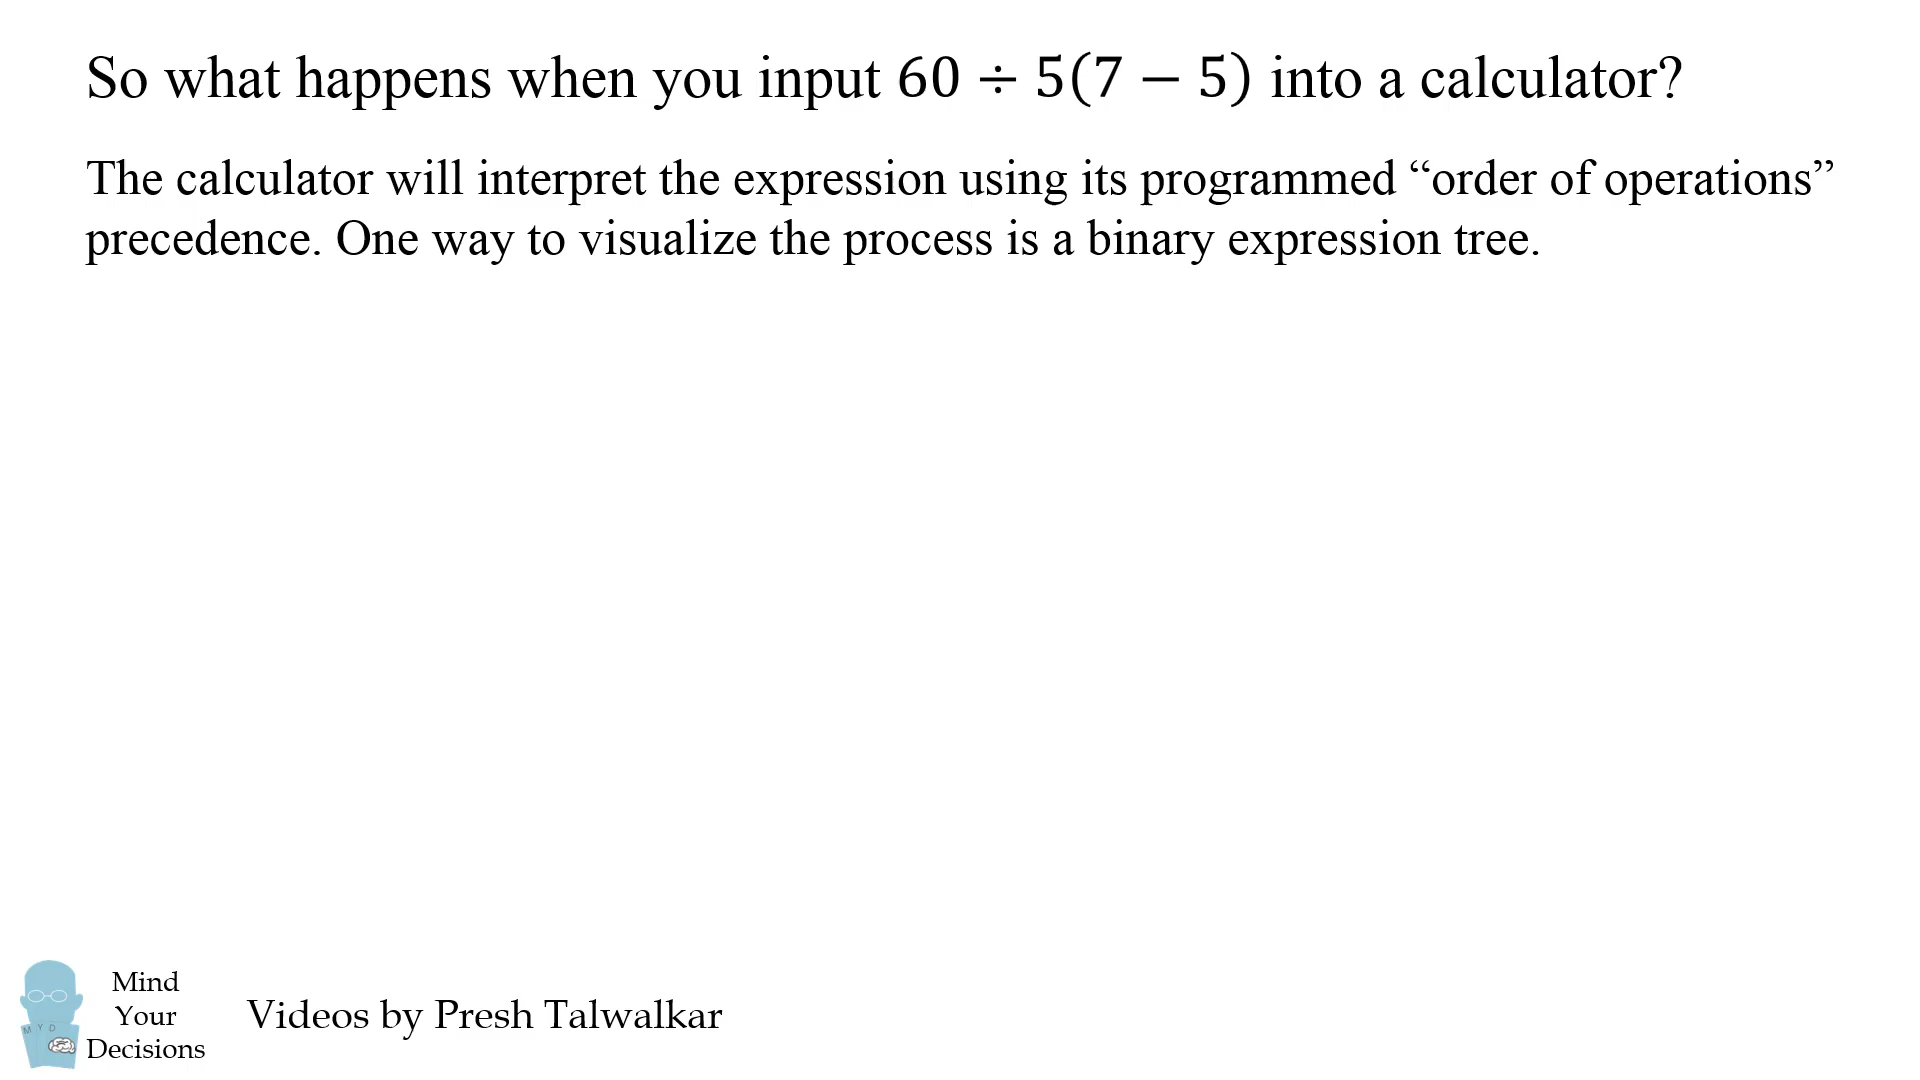 So what happens when you input 60 ÷ 5(7 − 5) into a calculator?
The calculator will interpret the expression using its programmed “order of operations”
precedence. One way to visualize the process is a binary expression tree.
M Y D
Mind
Your
Decisions
Videos by Presh Talwalkar